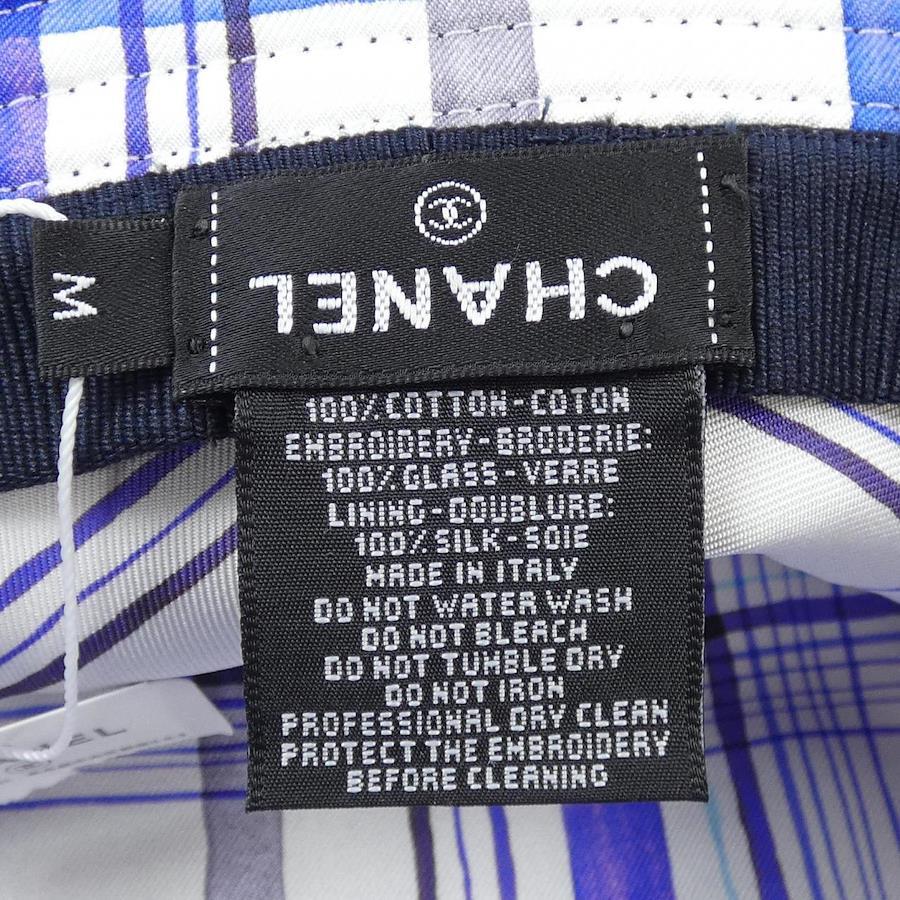 M
CHANEL
100% COTTON - COTON
EMBROIDERY - BRODERIE:
100% GLASS - VERRE
LINING - DOUBLURE:
100% SILK - SOIE
MADE IN ITALY
DO NOT WATER WASH
DO NOT BLEACH
DO NOT TUMBLE DRY
DO NOT IRON
PROFESSIONAL DRY CLEAN
PROTECT THE EMBROIDERY
BEFORE CLEANING